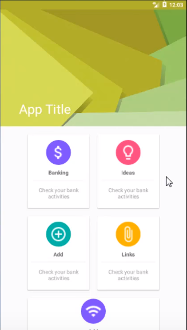 12:03
App Title
Banking
Check your bank
activities
Ideas
Check your bank
activities
Add
Check your bank
activities
Links
Check your bank
activities